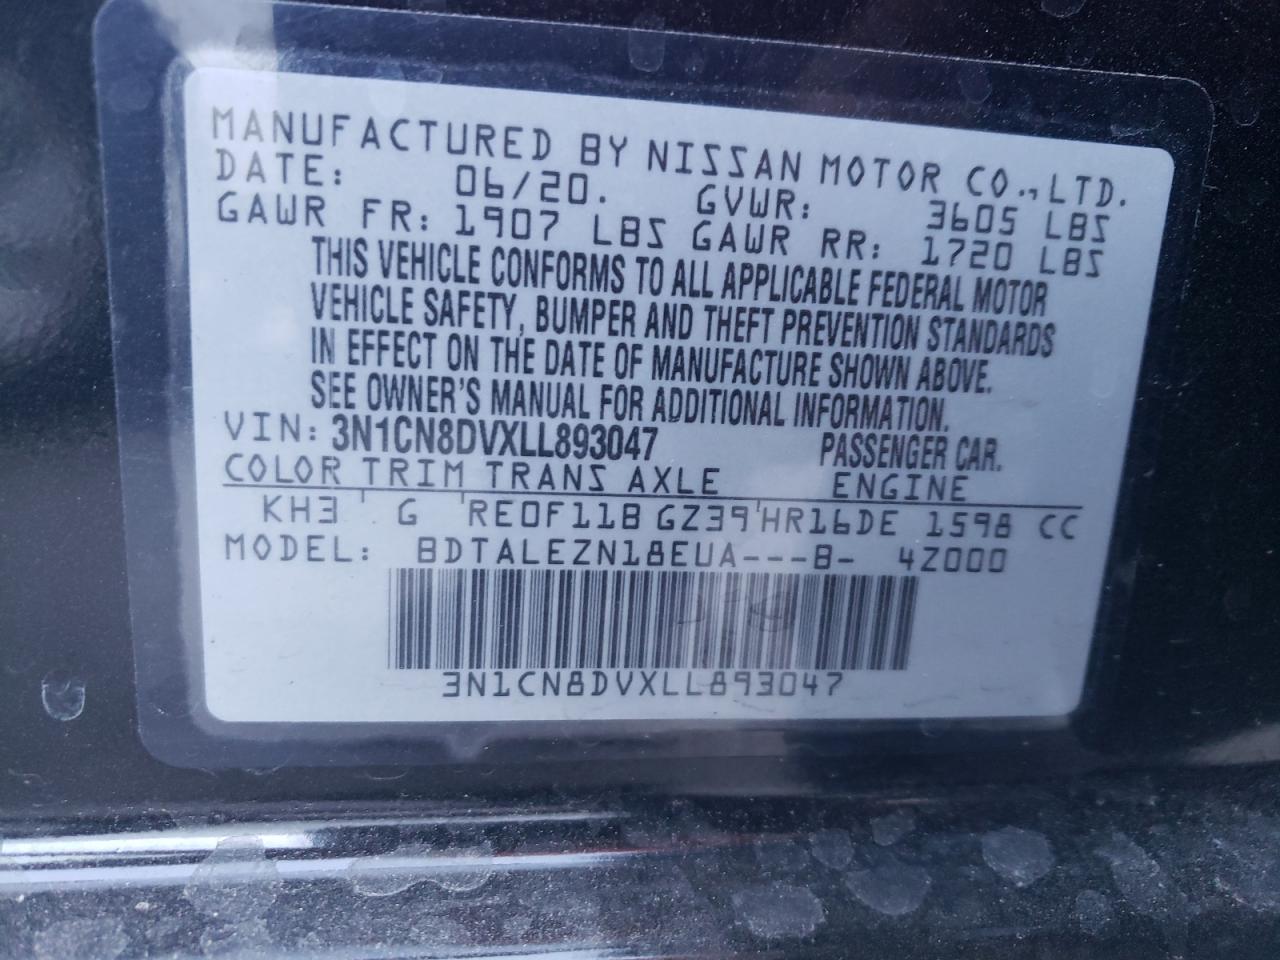 MANUFACTURED BY NISSAN MOTOR CO.,LTD.
DATE: 06/20. GVWR: 3605 LBS
GAWR FR: 1907 LBS GAWR RR: 1720 LBS
THIS VEHICLE CONFORMS TO ALL APPLICABLE FEDERAL MOTOR
VEHICLE SAFETY, BUMPER AND THEFT PREVENTION STANDARDS
IN EFFECT ON THE DATE OF MANUFACTURE SHOWN ABOVE.
SEE OWNER'S MANUAL FOR ADDITIONAL INFORMATION.
VIN: 3N1CN8DVXLL893047 PASSENGER CAR.
COLOR TRIM TRANS AXLE ENGINE
KH3 ' G 'RE0F11B GZ39'HR16DE 1598 CC
MODEL: BDTALEZN18EUA---B- 4Z000
3N1CN8DVXLL893047